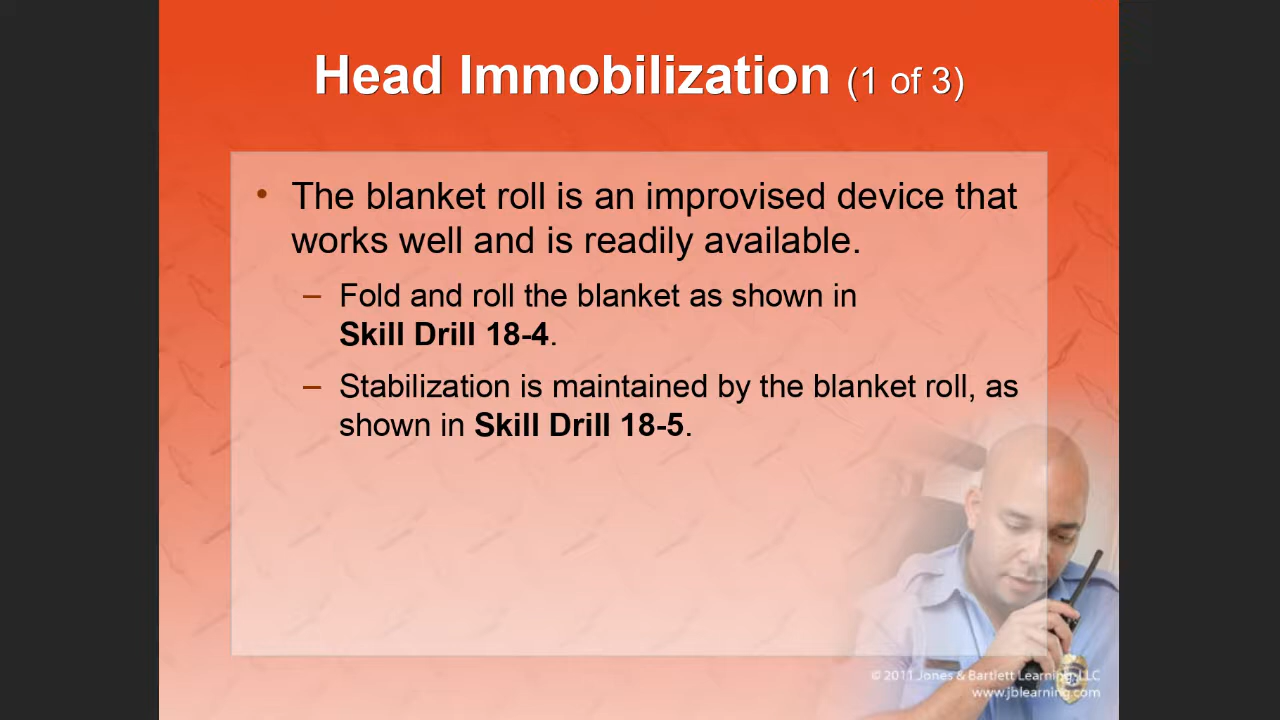 Head Immobilization (1 of 3)
• The blanket roll is an improvised device that
works well and is readily available.
– Fold and roll the blanket as shown in
Skill Drill 18-4.
– Stabilization is maintained by the blanket roll, as
shown in Skill Drill 18-5.
© 2011 Jones & Bartlett Learning, LLC
www.jblearning.com